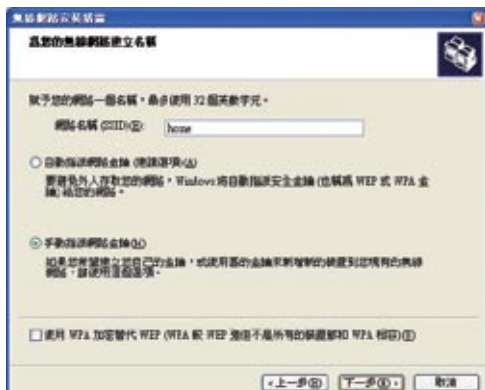 無線網路安裝精靈
為您的無線網路建立名稱
賦予您的網路一個名稱，最多使用 32 個英數字元。
網路名稱 (SSID)(E):
home
自動指派網路金鑰 (建議選項)(A)
要避免外人存取您的網路，Windows 將自動指派安全金鑰 (也稱為 WEP 或 WPA 金
鑰) 給您的網路。
手動指派網路金鑰(M)
如果您希望建立您自己的金鑰，或使用舊的金鑰來新增新的裝置到您現有的無線
網路，請使用這個選項。
使用 WPA 加密替代 WEP (WPA 較 WEP 強但不是所有的裝置都和 WPA 相容)(I)
<上一步(B)
下一步(N)>
取消